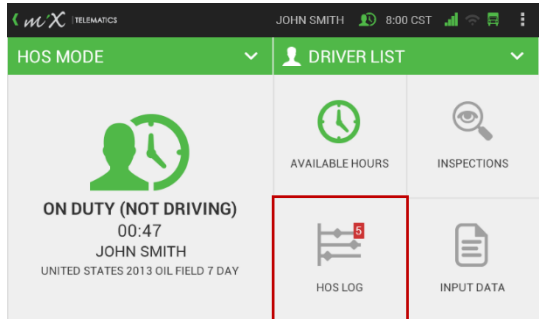 mX TELEMATICS JOHN SMITH 8:00 CST
HOS MODE
DRIVER LIST
ON DUTY (NOT DRIVING)
00:47
JOHN SMITH
UNITED STATES 2013 OIL FIELD 7 DAY
AVAILABLE HOURS
INSPECTIONS
5
HOS LOG
INPUT DATA